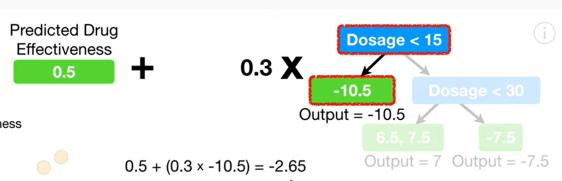 Predicted Drug
Effectiveness
0.5
+
0.3 X
Dosage < 15
-10.5
Dosage < 30
Output = -10.5
6.5, 7.5
-7.5
ness
Output = 7
Output = -7.5
0.5 + (0.3 x -10.5) = -2.65
i